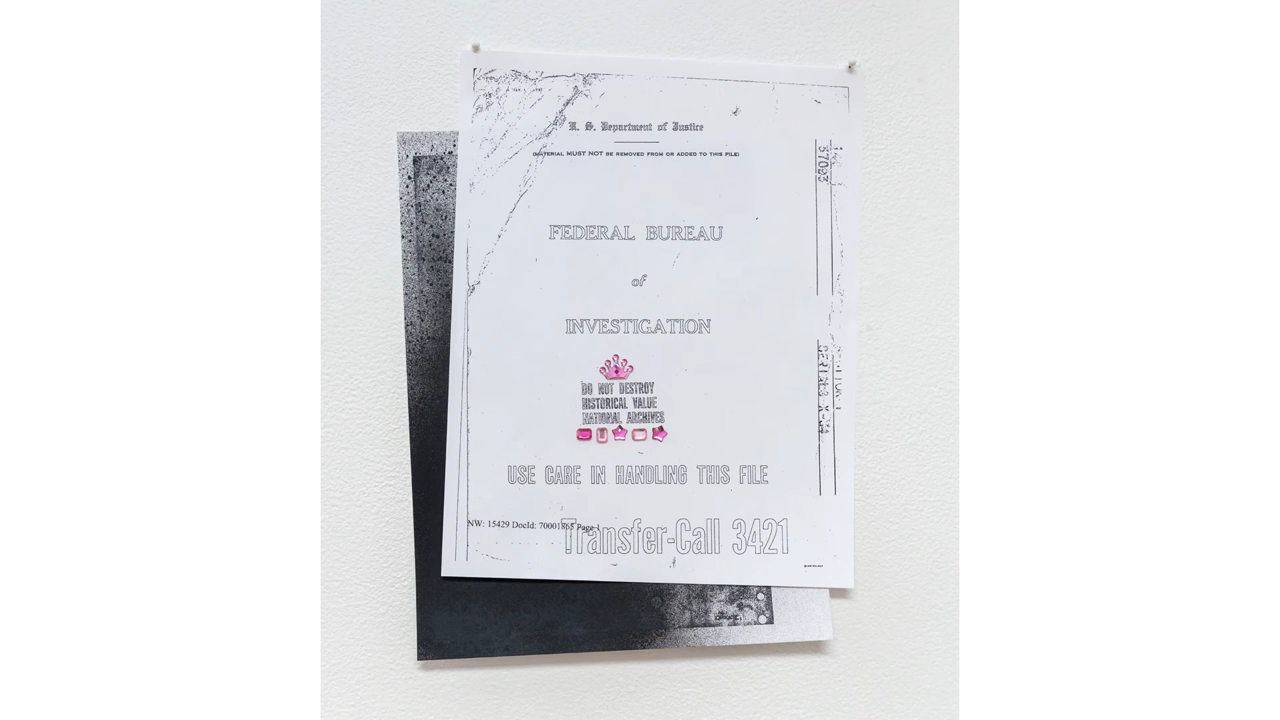 U. S. Department of Justice
(MATERIAL MUST NOT BE REMOVED FROM OR ADDED TO THIS FILE)
FEDERAL BUREAU
of
INVESTIGATION
DO NOT DESTROY
HISTORICAL VALUE
NATIONAL ARCHIVES
USE CARE IN HANDLING THIS FILE
NW: 15429 DocId: 70001865 Page 1
Transfer-Call 3421
57093